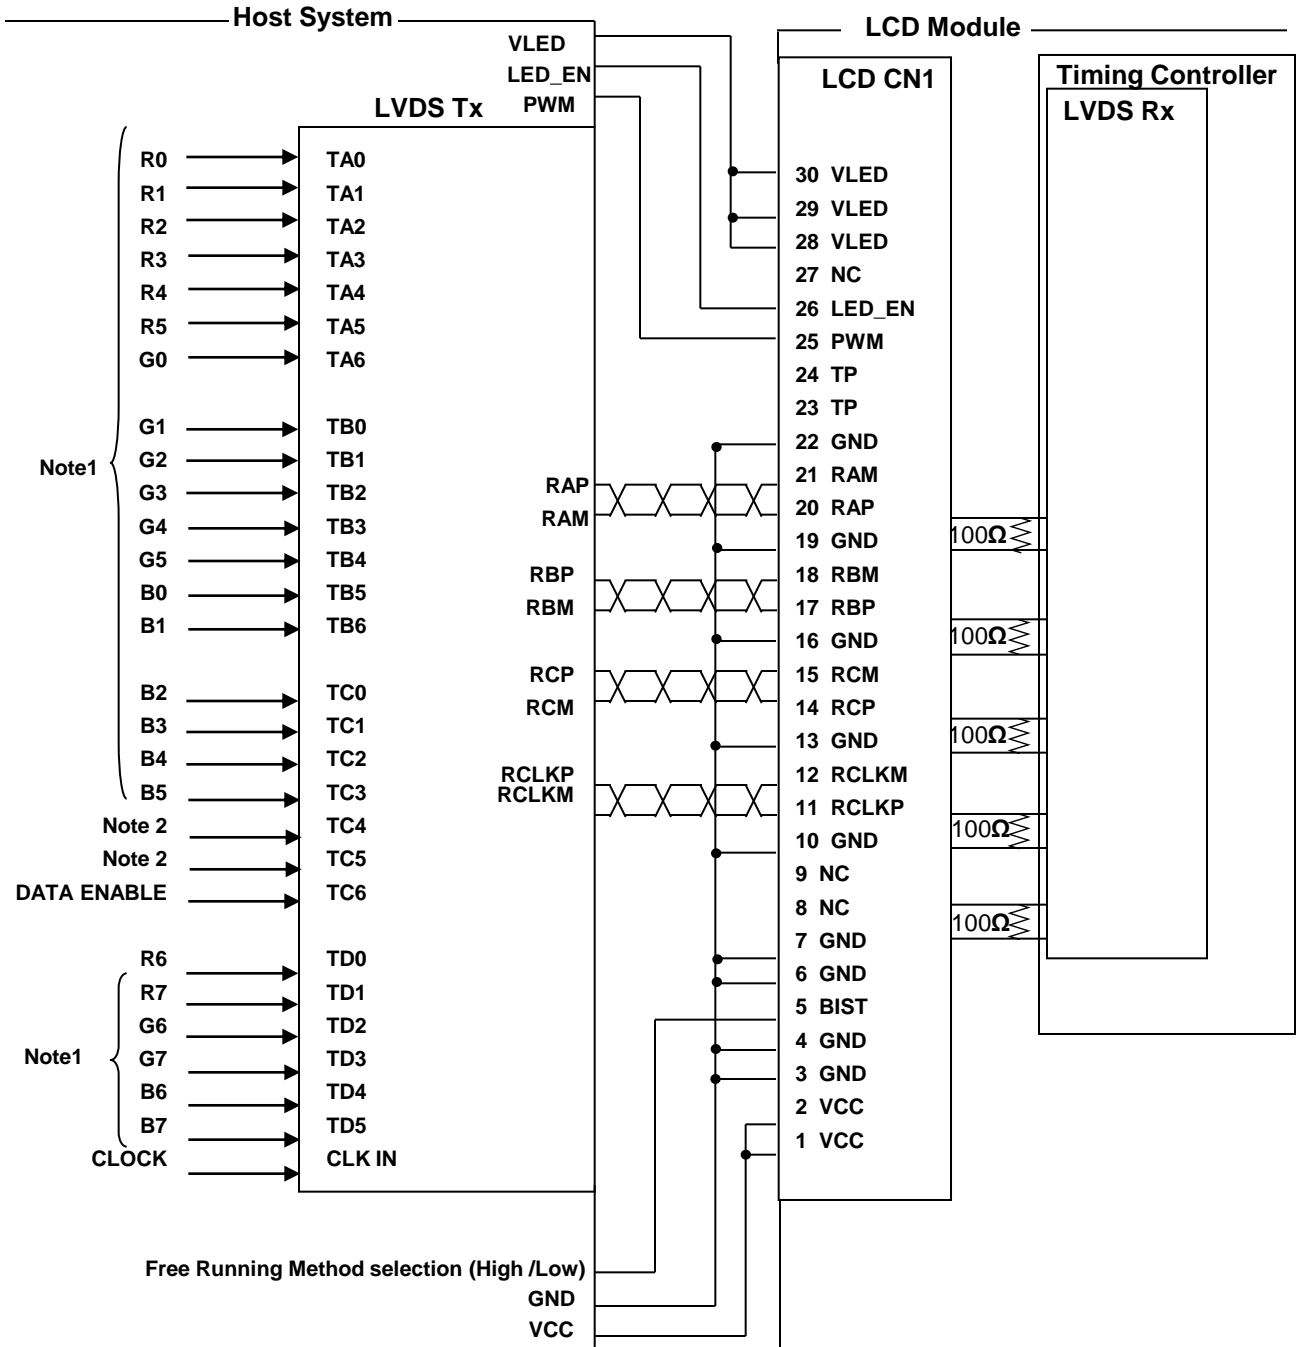 Host System
LCD Module
VLED
LED_EN
PWM
LVDS Tx
LCD CN1
Timing Controller
LVDS Rx
R0 TA0
R1 TA1
R2 TA2
R3 TA3
R4 TA4
R5 TA5
G0 TA6
G1 TB0
G2 TB1
G3 TB2
G4 TB3
G5 TB4
B0 TB5
B1 TB6
B2 TC0
B3 TC1
B4 TC2
B5 TC3
Note 2 TC4
Note 2 TC5
DATA ENABLE TC6
R6 TD0
R7 TD1
G6 TD2
G7 TD3
B6 TD4
B7 TD5
CLOCK CLK IN
Note1
Note1
RAP
RAM
RBP
RBM
RCP
RCM
RCLKP
RCLKM
30 VLED
29 VLED
28 VLED
27 NC
26 LED_EN
25 PWM
24 TP
23 TP
22 GND
21 RAM
20 RAP
19 GND
18 RBM
17 RBP
16 GND
15 RCM
14 RCP
13 GND
12 RCLKM
11 RCLKP
10 GND
9 NC
8 NC
7 GND
6 GND
5 BIST
4 GND
3 GND
2 VCC
1 VCC
100Ω
100Ω
100Ω
100Ω
100Ω
Free Running Method selection (High /Low)
GND
VCC